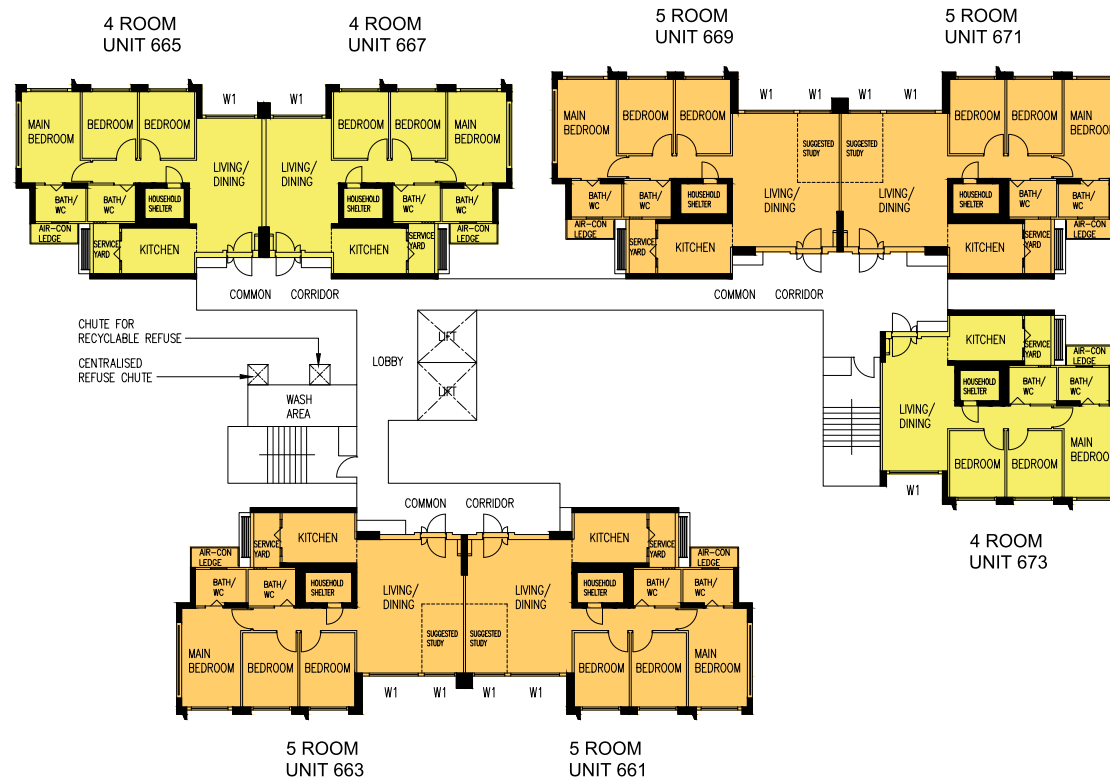 4 ROOM
UNIT 665
4 ROOM
UNIT 667
5 ROOM
UNIT 669
5 ROOM
UNIT 671
W1
W1
W1
W1
W1
W1
MAIN
BEDROOM
BEDROOM
BEDROOM
BEDROOM
BEDROOM
MAIN
BEDROOM
MAIN
BEDROOM
BEDROOM
BEDROOM
SUGGESTED
STUDY
SUGGESTED
STUDY
BEDROOM
BEDROOM
MAIN
BEDROOM
LIVING/
DINING
LIVING/
DINING
LIVING/
DINING
LIVING/
DINING
BATH/
WC
BATH/
WC
HOUSEHOLD
SHELTER
HOUSEHOLD
SHELTER
BATH/
WC
BATH/
WC
BATH/
WC
BATH/
WC
HOUSEHOLD
SHELTER
HOUSEHOLD
SHELTER
BATH/
WC
BATH/
WC
AIR-CON
LEDGE
SERVICE
YARD
KITCHEN
KITCHEN
SERVICE
YARD
AIR-CON
LEDGE
AIR-CON
LEDGE
SERVICE
YARD
KITCHEN
KITCHEN
SERVICE
YARD
AIR-CON
LEDGE
COMMON CORRIDOR
COMMON CORRIDOR
CHUTE FOR
RECYCLABLE REFUSE
CENTRALISED
REFUSE CHUTE
WASH
AREA
LOBBY
LIFT
LIFT
KITCHEN
SERVICE
YARD
AIR-CON
LEDGE
HOUSEHOLD
SHELTER
BATH/
WC
BATH/
WC
LIVING/
DINING
BEDROOM
BEDROOM
MAIN
BEDROOM
W1
4 ROOM
UNIT 673
COMMON CORRIDOR
AIR-CON
LEDGE
SERVICE
YARD
KITCHEN
KITCHEN
SERVICE
YARD
AIR-CON
LEDGE
BATH/
WC
BATH/
WC
HOUSEHOLD
SHELTER
HOUSEHOLD
SHELTER
BATH/
WC
BATH/
WC
LIVING/
DINING
LIVING/
DINING
MAIN
BEDROOM
BEDROOM
BEDROOM
SUGGESTED
STUDY
SUGGESTED
STUDY
BEDROOM
BEDROOM
MAIN
BEDROOM
W1
W1
W1
W1
5 ROOM
UNIT 663
5 ROOM
UNIT 661